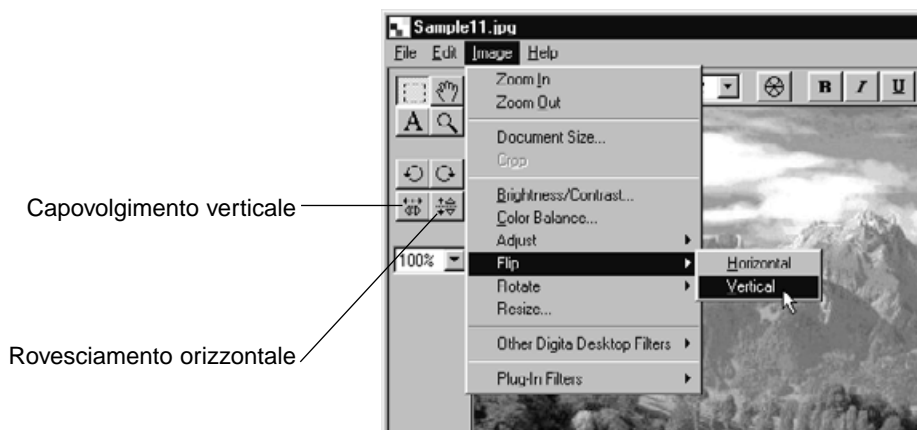 Sample11.jpg
File Edit Image Help
Zoom In
Zoom Out
B I U
A
Document Size...
Crop
Brightness/Contrast...
Capovolgimento verticale
Color Balance...
Adjust
100%
Flip
Horizontal
Rotate
Vertical
Resize...
Rovesciamento orizzontale
Other Digita Desktop Filters
Plug-In Filters